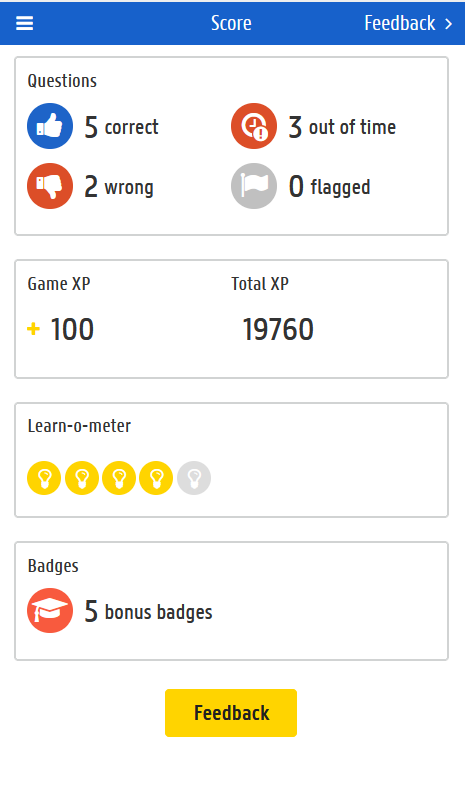 Score
Feedback >
Questions
5 correct
3 out of time
2 wrong
0 flagged
Game XP
Total XP
+ 100
19760
Learn-o-meter
Badges
5 bonus badges
Feedback